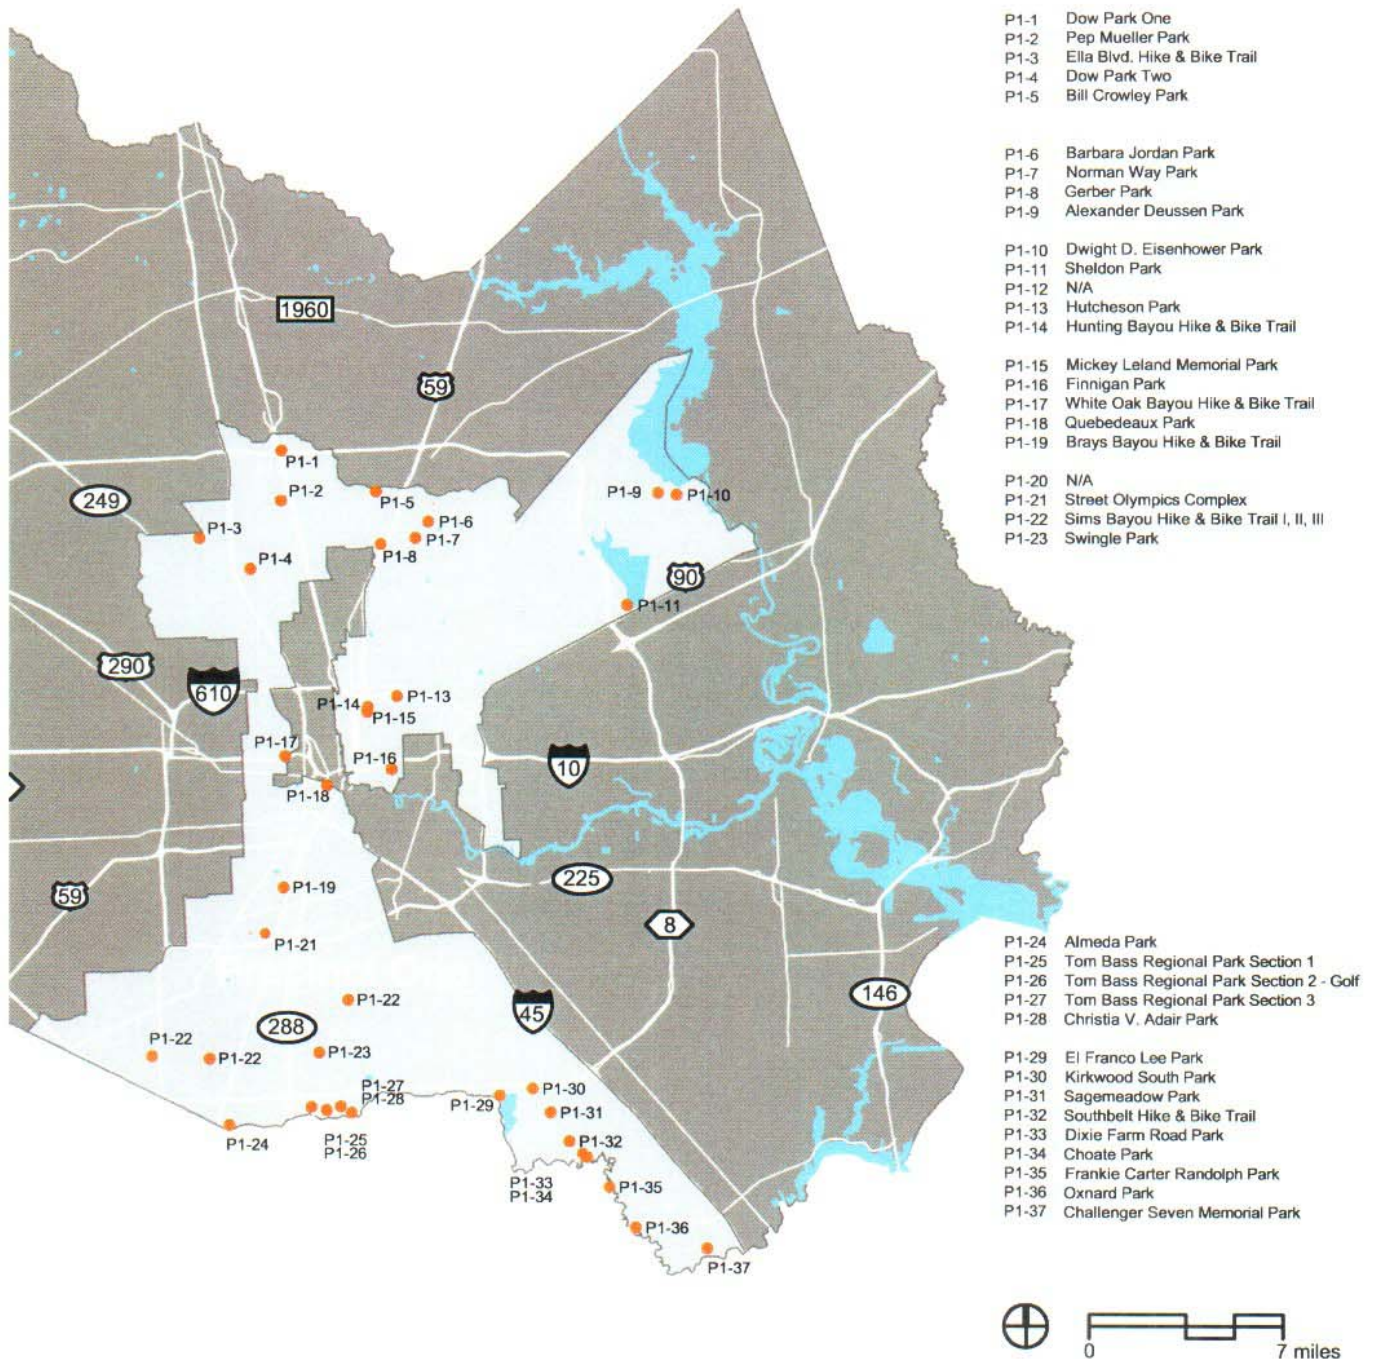 P1-1 Dow Park One
P1-2 Pep Mueller Park
P1-3 Ella Blvd. Hike & Bike Trail
P1-4 Dow Park Two
P1-5 Bill Crowley Park
P1-6 Barbara Jordan Park
P1-7 Norman Way Park
P1-8 Gerber Park
P1-9 Alexander Deussen Park
P1-10 Dwight D. Eisenhower Park
P1-11 Sheldon Park
P1-12 N/A
P1-13 Hutcheson Park
P1-14 Hunting Bayou Hike & Bike Trail
P1-15 Mickey Leland Memorial Park
P1-16 Finnigan Park
P1-17 White Oak Bayou Hike & Bike Trail
P1-18 Quebedeaux Park
P1-19 Brays Bayou Hike & Bike Trail
P1-20 N/A
P1-21 Street Olympics Complex
P1-22 Sims Bayou Hike & Bike Trail I, II, III
P1-23 Swingle Park
P1-24 Almeda Park
P1-25 Tom Bass Regional Park Section 1
P1-26 Tom Bass Regional Park Section 2 - Golf
P1-27 Tom Bass Regional Park Section 3
P1-28 Christia V. Adair Park
P1-29 El Franco Lee Park
P1-30 Kirkwood South Park
P1-31 Sagemeadow Park
P1-32 Southbelt Hike & Bike Trail
P1-33 Dixie Farm Road Park
P1-34 Choate Park
P1-35 Frankie Carter Randolph Park
P1-36 Oxnard Park
P1-37 Challenger Seven Memorial Park
1960
59
P1-1
249
P1-2
P1-5
P1-9
P1-10
P1-3
P1-6
P1-7
P1-8
P1-4
90
P1-11
290
610
P1-13
P1-14
P1-15
P1-17
P1-16
10
P1-18
225
59
P1-19
8
P1-21
146
P1-22
45
288
P1-22
P1-22
P1-23
P1-27
P1-28
P1-29
P1-30
P1-31
P1-24
P1-25
P1-26
P1-32
P1-33
P1-34
P1-35
P1-36
P1-37
0 7 miles